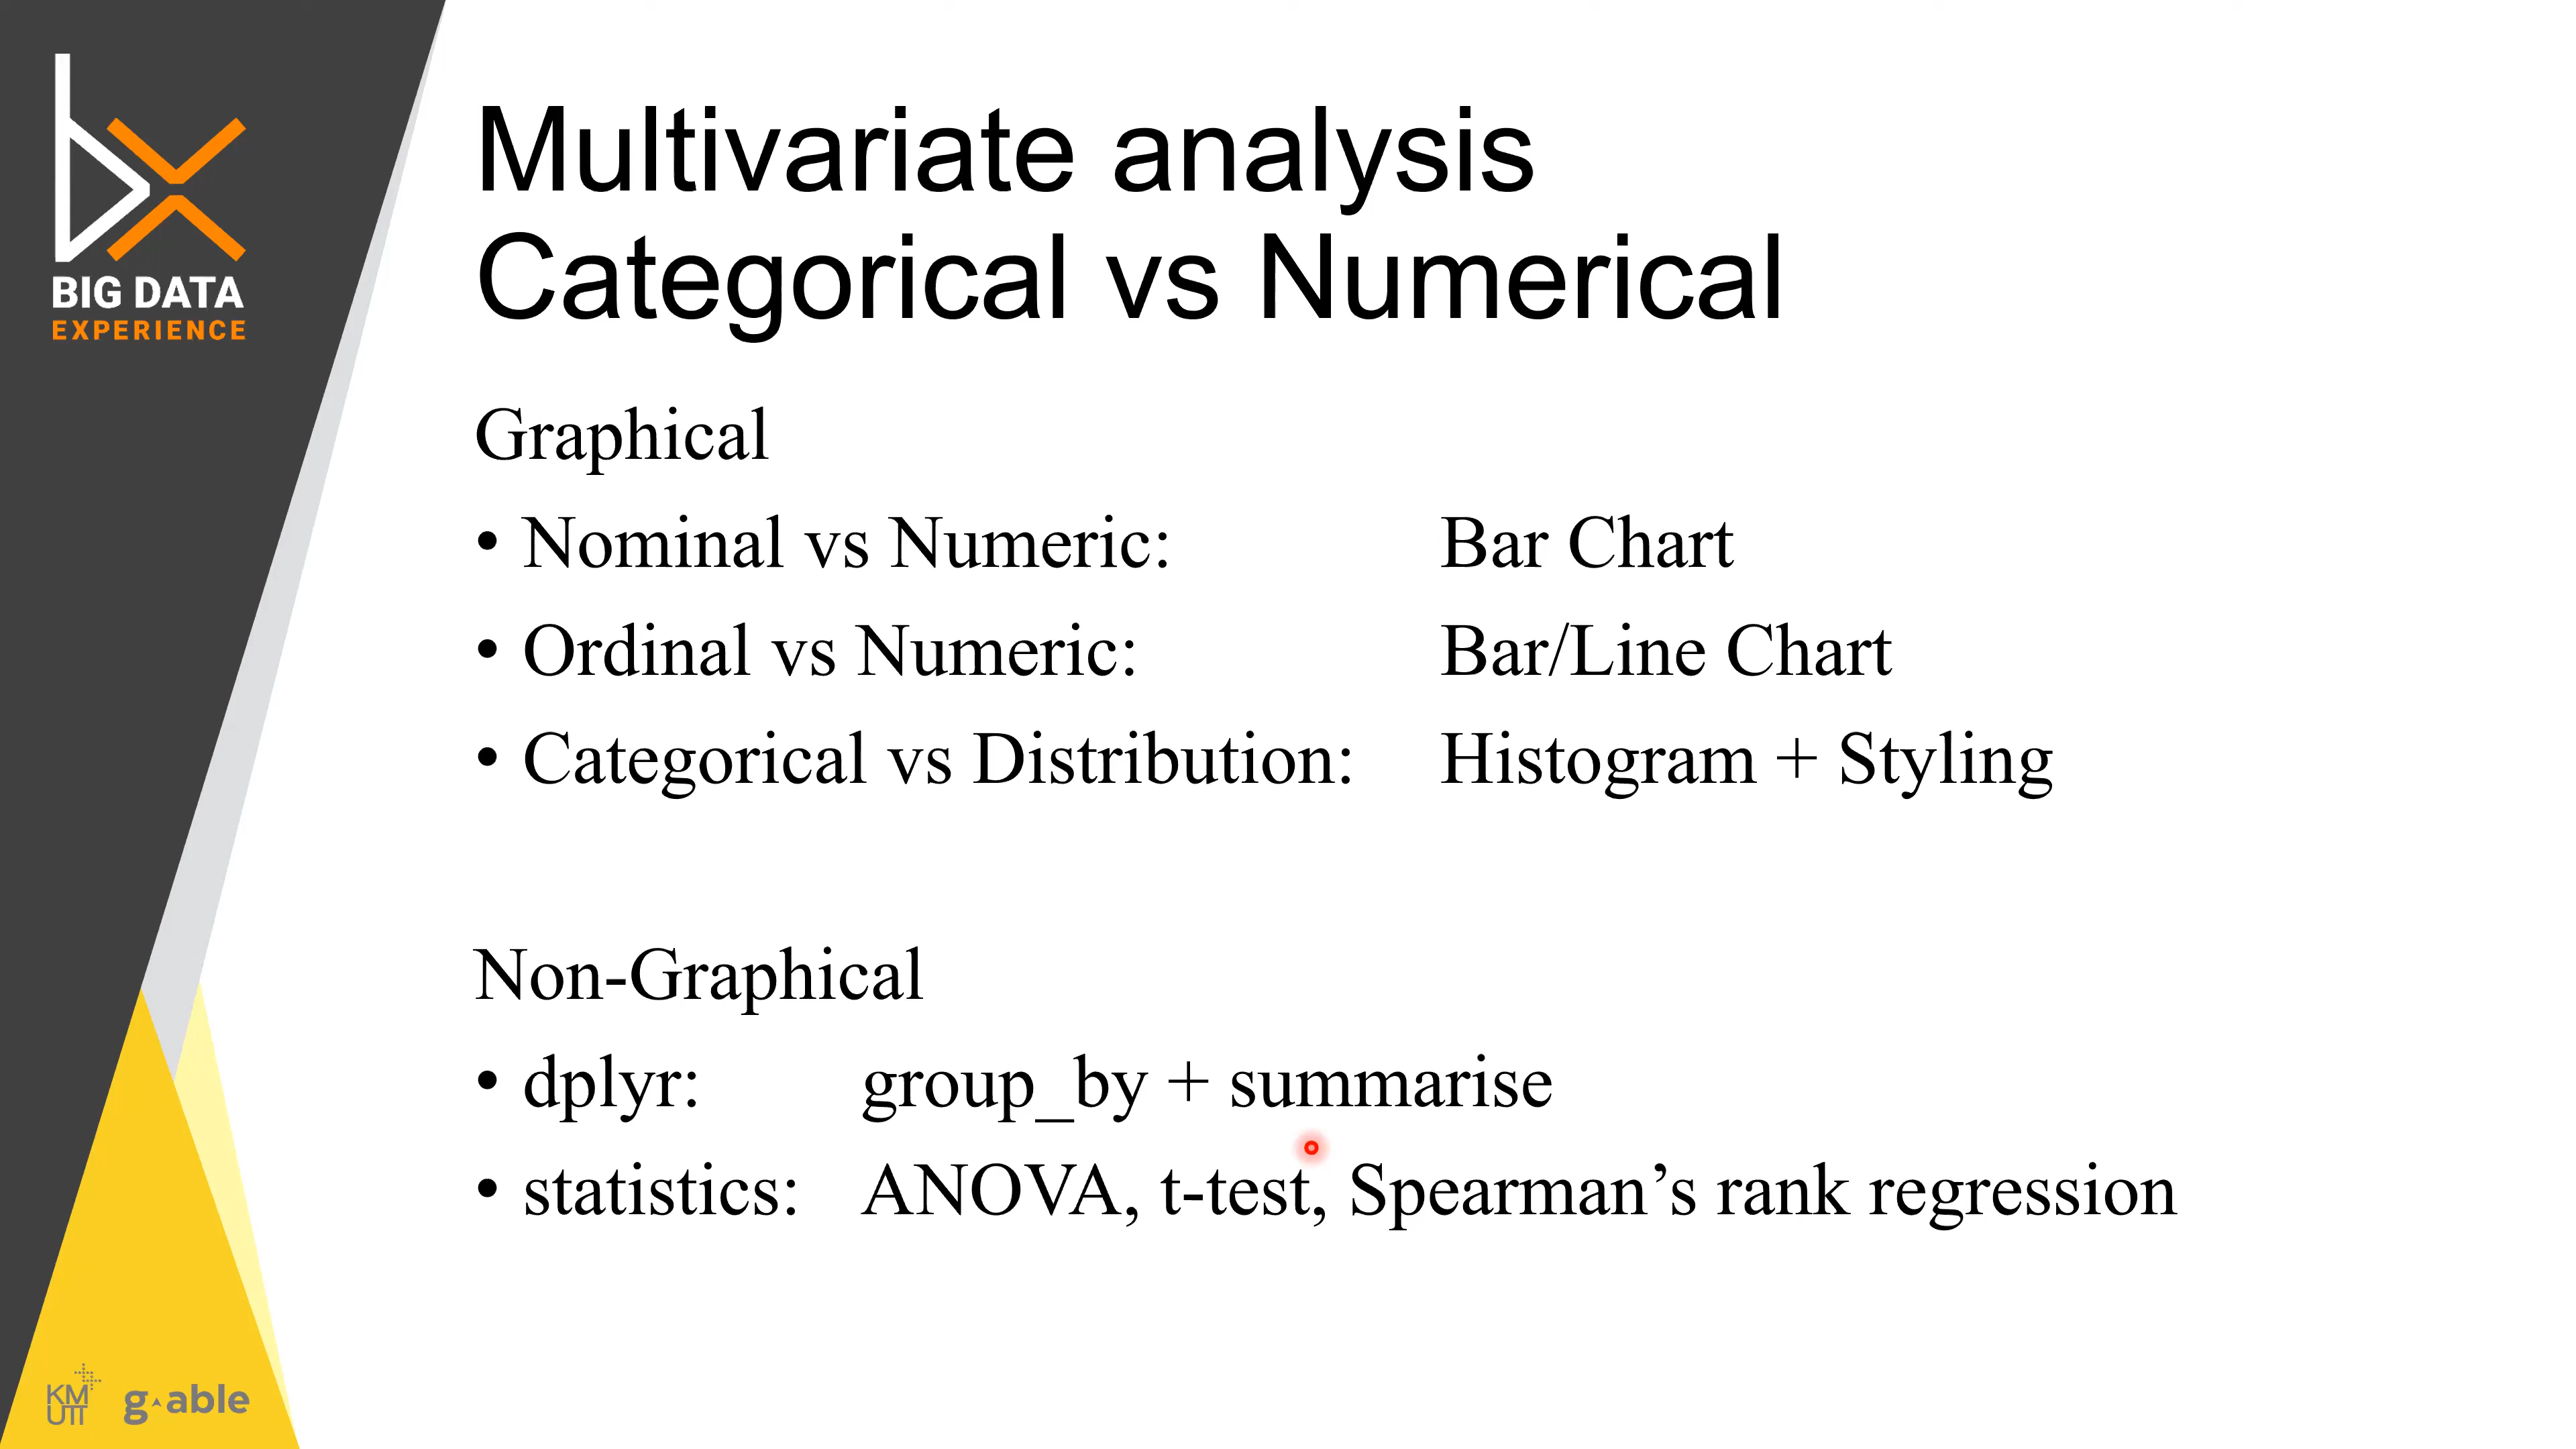 BIG DATA
EXPERIENCE
Multivariate analysis
Categorical vs Numerical
Graphical
• Nominal vs Numeric: Bar Chart
• Ordinal vs Numeric: Bar/Line Chart
• Categorical vs Distribution: Histogram + Styling
Non-Graphical
• dplyr: group_by + summarise
• statistics: ANOVA, t-test, Spearman’s rank regression
KM
UTT
g able